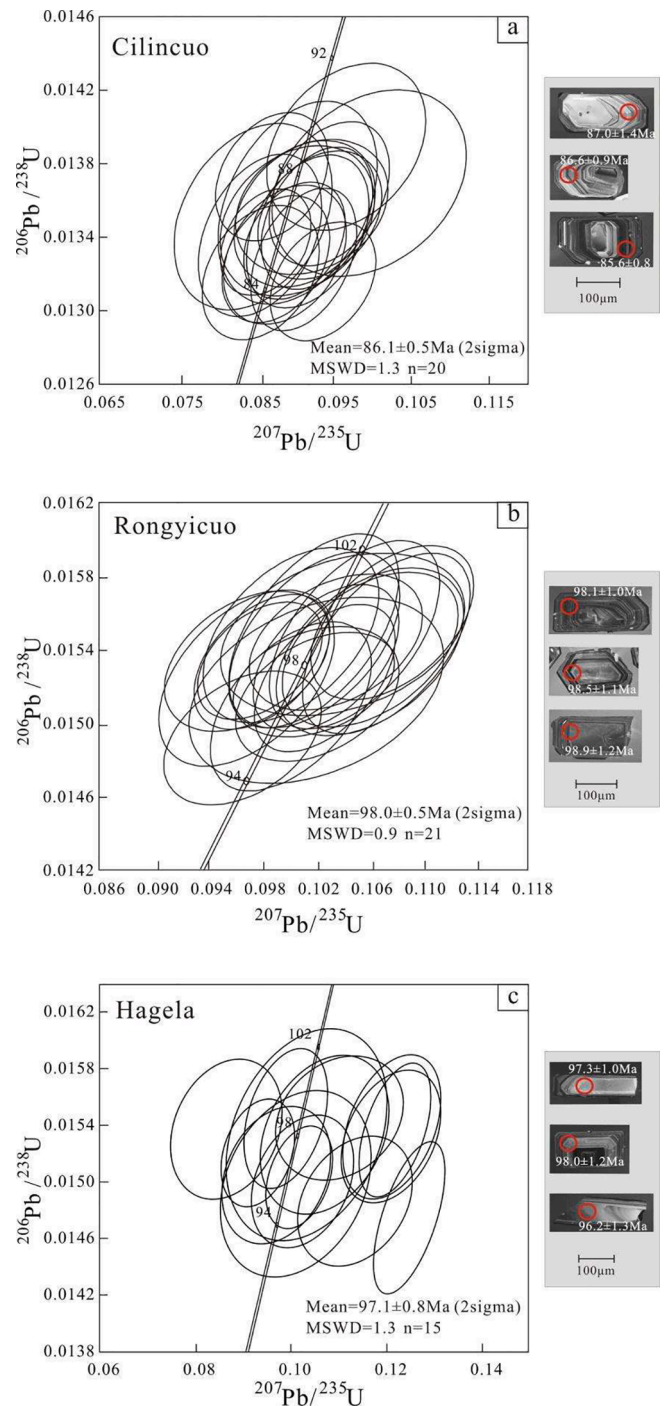 a
Cilincuo
0.0146
0.0142
0.0138
0.0134
0.0130
0.0126
206Pb/238U
92
88
84
Mean=86.1±0.5Ma (2sigma)
MSWD=1.3 n=20
0.065 0.075 0.085 0.095 0.105 0.115
207Pb/235U
87.0±1.4Ma
86.6±0.9Ma
85.6±0.8
100μm
b
Rongyicuo
0.0162
0.0158
0.0154
0.0150
0.0146
0.0142
206Pb/238U
102
98
94
Mean=98.0±0.5Ma (2sigma)
MSWD=0.9 n=21
0.086 0.090 0.094 0.098 0.102 0.106 0.110 0.114 0.118
207Pb/235U
98.1±1.0Ma
98.5±1.1Ma
98.9±1.2Ma
100μm
c
Hagela
0.0162
0.0158
0.0154
0.0150
0.0146
0.0142
0.0138
206Pb/238U
102
98
94
Mean=97.1±0.8Ma (2sigma)
MSWD=1.3 n=15
0.06 0.08 0.10 0.12 0.14
207Pb/235U
97.3±1.0Ma
98.0±1.2Ma
96.2±1.3Ma
100μm